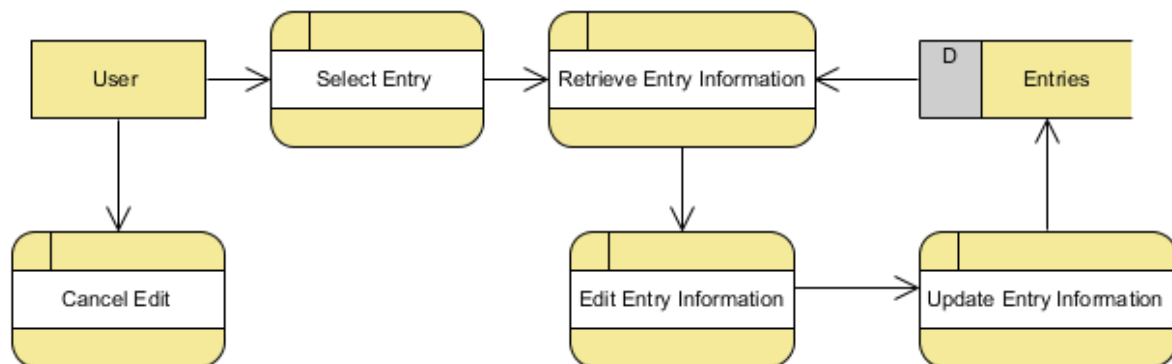 User
Select Entry
Retrieve Entry Information
D
Entries
Cancel Edit
Edit Entry Information
Update Entry Information